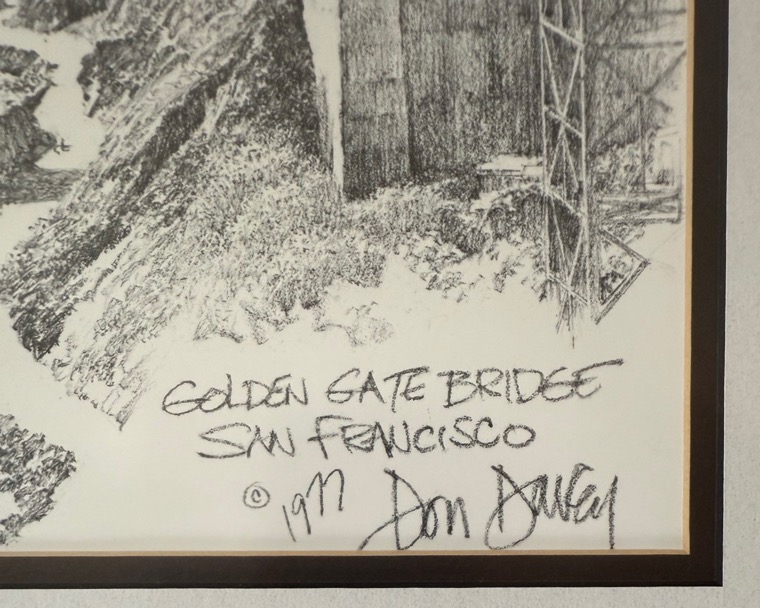 GOLDEN GATE BRIDGE
SAN FRANCISCO
© 1977 Don Davey